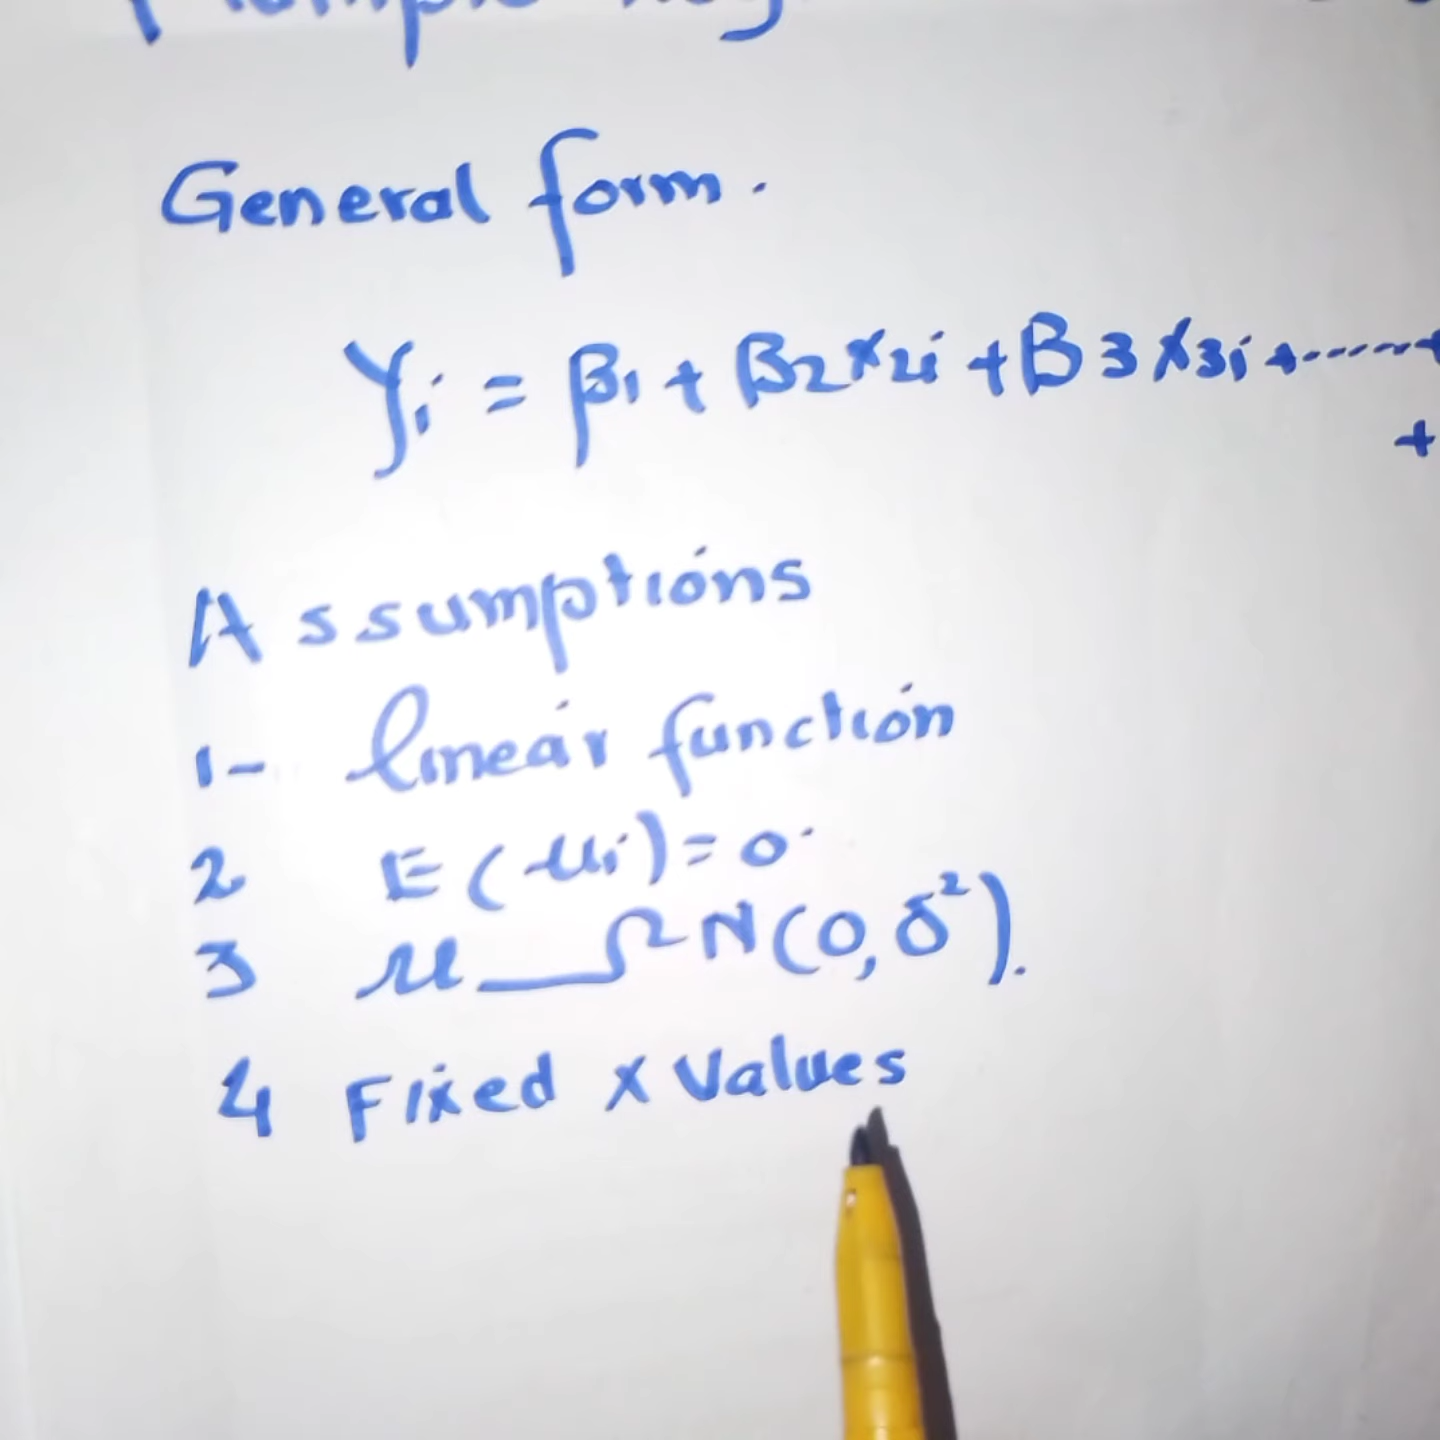 General form.
Yi = β1 + β2x2i + β3x3i + ...... +
+
Assumptions
1- linear function
2 E(ui) = 0
3 u ~ N(0, δ²).
4 Fixed x values